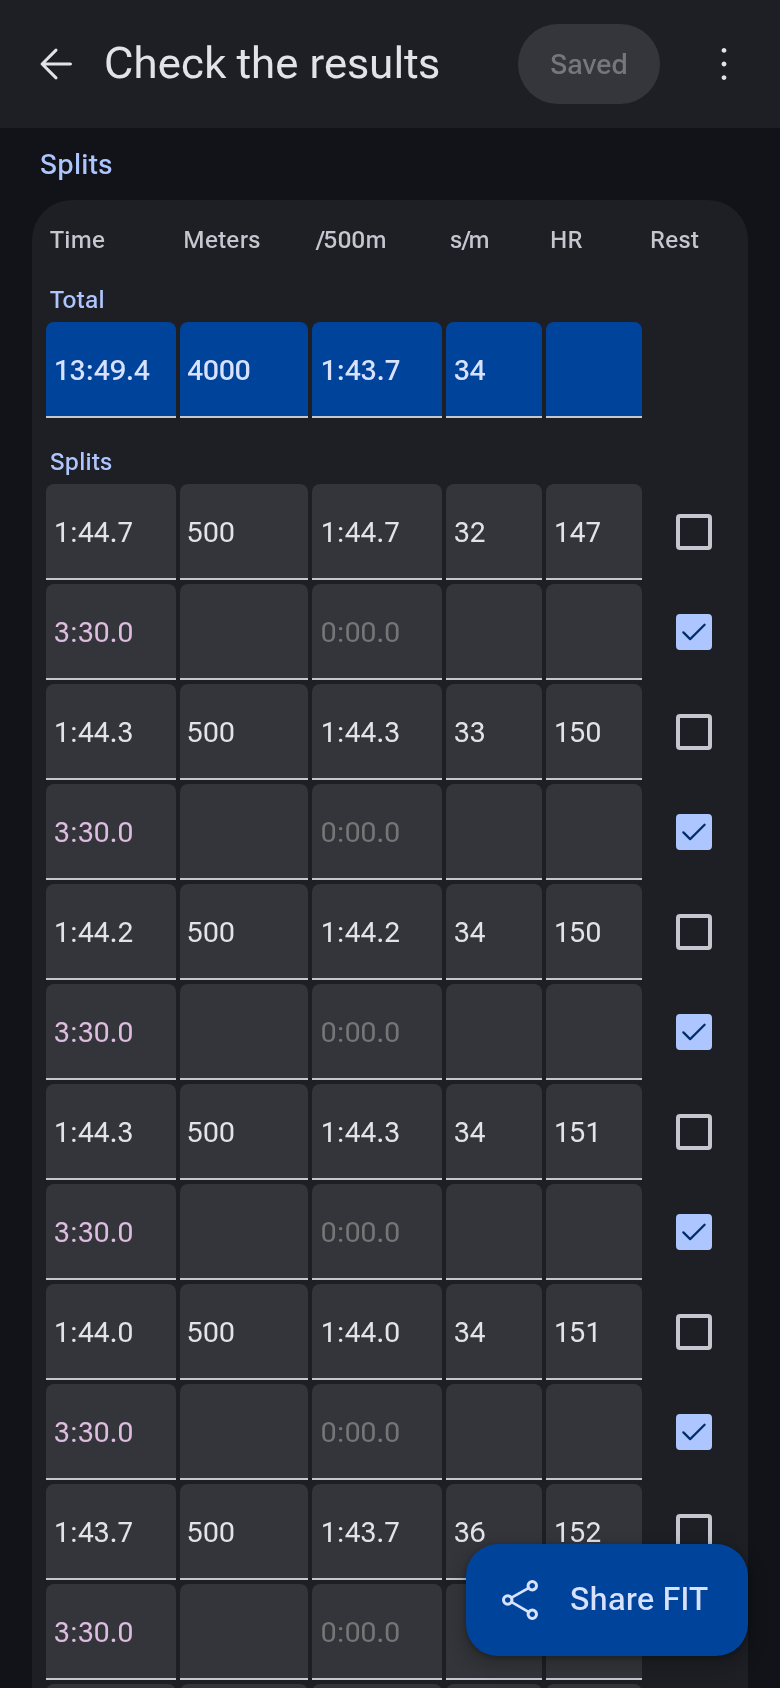 Check the results Saved
Splits
Time Meters /500m s/m HR Rest
Total
13:49.4 4000 1:43.7 34
Splits
1:44.7 500 1:44.7 32 147
3:30.0 0:00.0
1:44.3 500 1:44.3 33 150
3:30.0 0:00.0
1:44.2 500 1:44.2 34 150
3:30.0 0:00.0
1:44.3 500 1:44.3 34 151
3:30.0 0:00.0
1:44.0 500 1:44.0 34 151
3:30.0 0:00.0
1:43.7 500 1:43.7 36 152
Share FIT
3:30.0 0:00.0